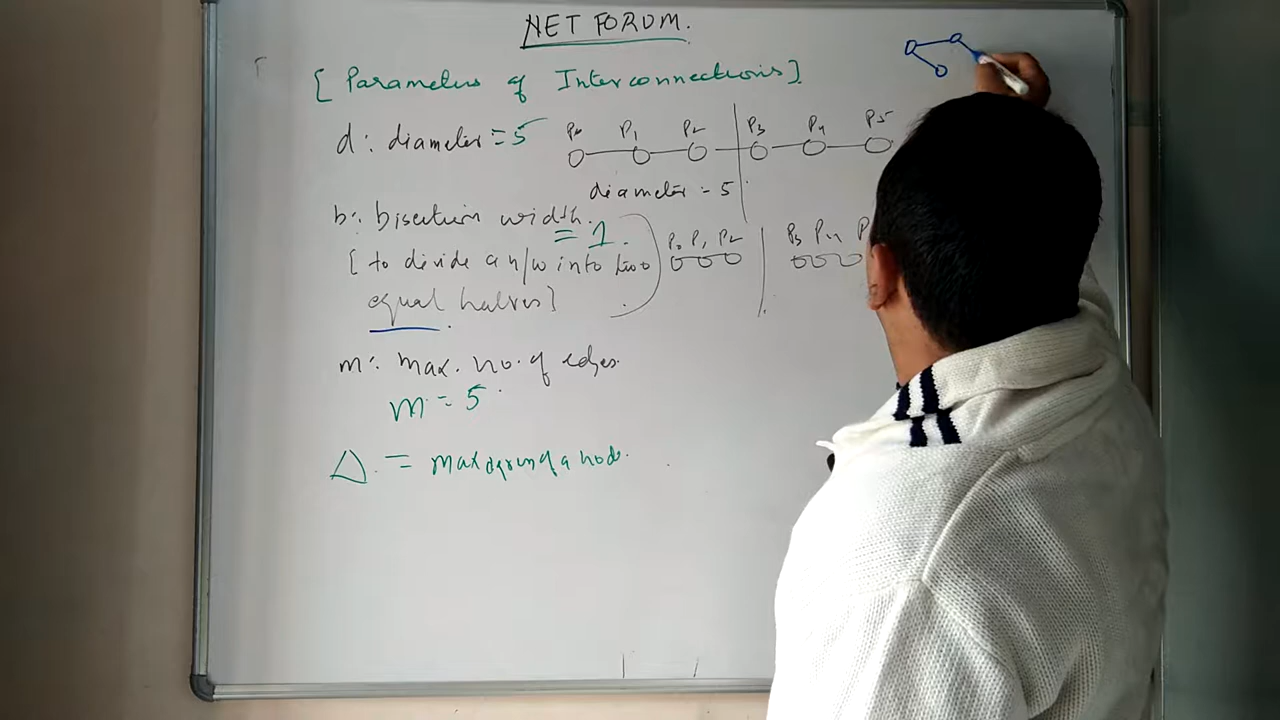 NET FORUM.
[ Parameters of Interconnections ]
d: diameter = 5
P0 P1 P2 P3 P4 P5
diameter = 5
b: bisection width.
= 1.
[ to divide a n/w into two
equal halves ]
P0 P1 P2 P3 P4 P
m: max. no. of edges.
m = 5
Δ = max degree of a node.